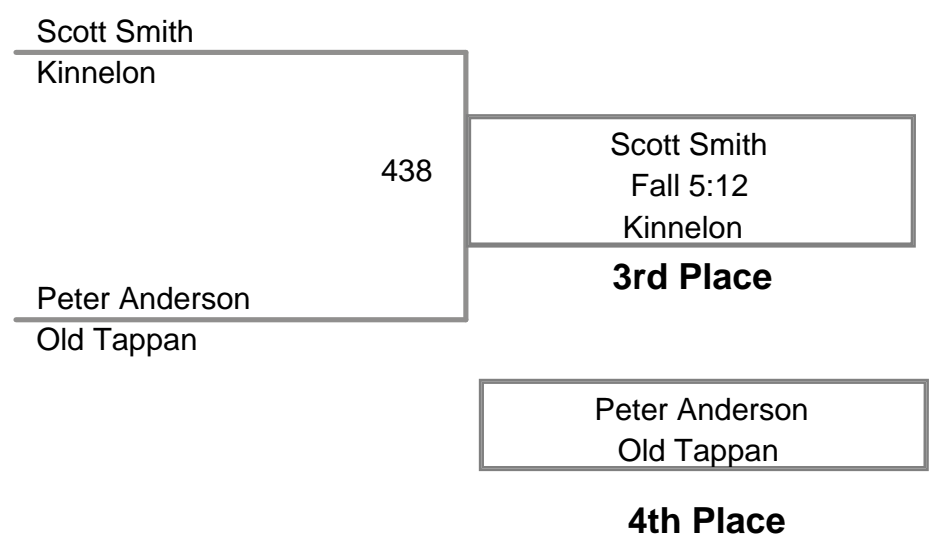 Scott Smith
Kinnelon
438
Scott Smith
Fall 5:12
Kinnelon
3rd Place
Peter Anderson
Old Tappan
Peter Anderson
Old Tappan
4th Place